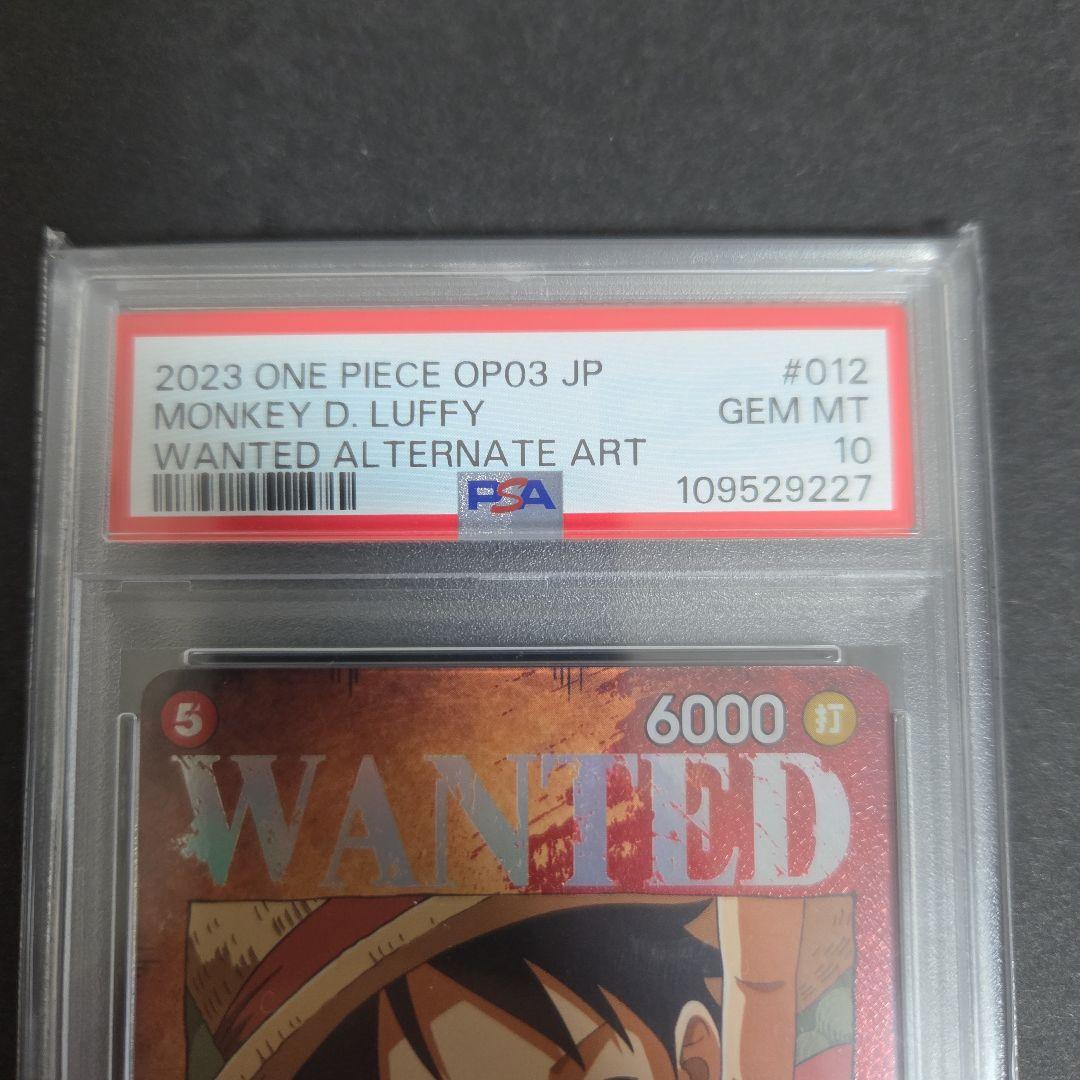 2023 ONE PIECE OP03 JP #012
MONKEY D. LUFFY GEM MT
WANTED ALTERNATE ART 10
PSA 109529227
5 6000 打
WANTED